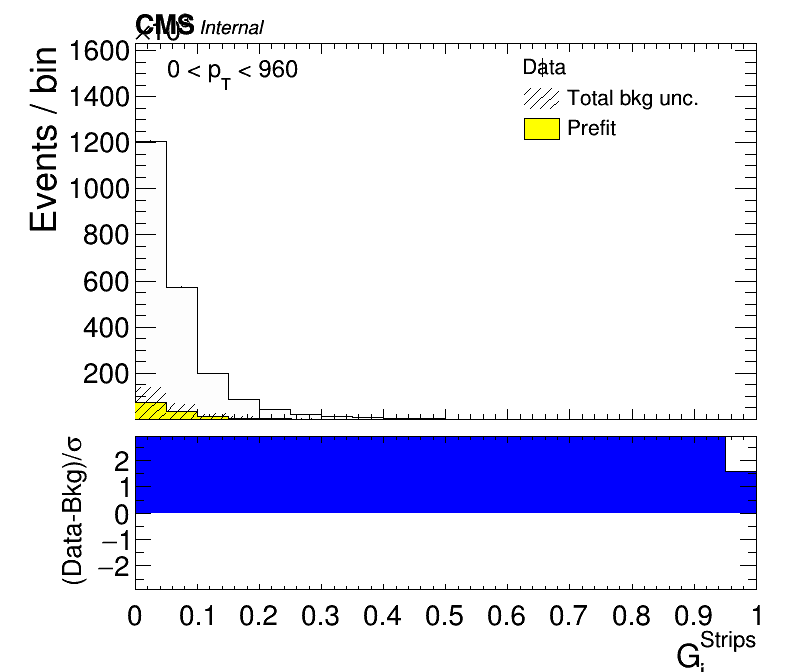 CMS Internal
×10³
0 < p_T < 960
Data
Total bkg unc.
Prefit
Events / bin
1600
1400
1200
1000
800
600
400
200
(Data-Bkg)/σ
2
1
0
−1
−2
0 0.1 0.2 0.3 0.4 0.5 0.6 0.7 0.8 0.9 1
G_i^Strips